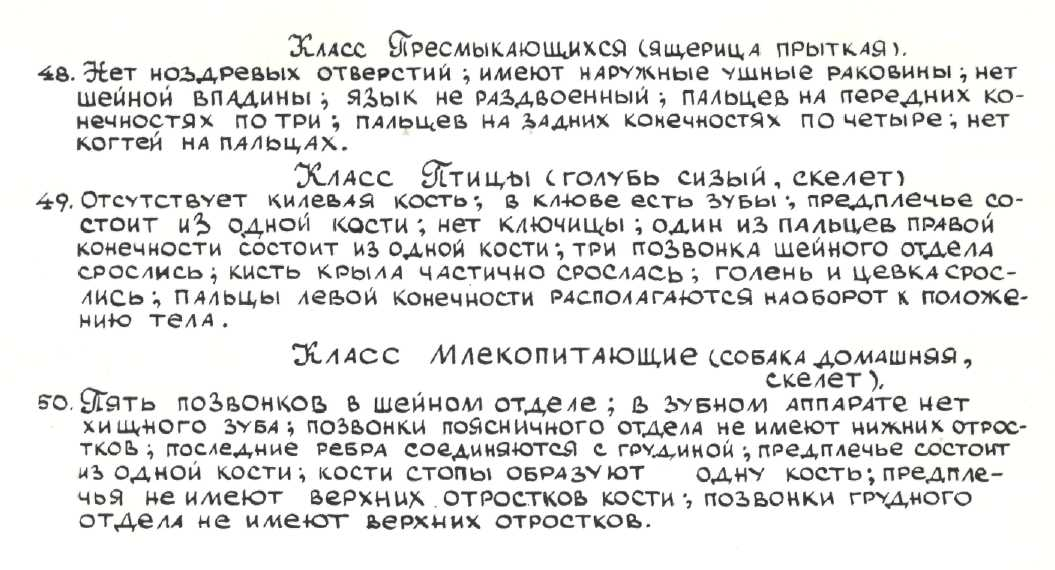 Класс Пресмыкающихся (ящерица прыткая).
48. Нет ноздревых отверстий; имеют наружные ушные раковины; нет
шейной впадины; язык не раздвоенный; пальцев на передних ко-
нечностях по три; пальцев на задних конечностях по четыре; нет
когтей на пальцах.
Класс Птицы (голубь сизый, скелет)
49. Отсутствует килевая кость; в клюве есть зубы; предплечье со-
стоит из одной кости; нет ключицы; один из пальцев правой
конечности состоит из одной кости; три позвонка шейного отдела
срослись; кисть крыла частично срослась; голень и цевка срос-
лись; пальцы левой конечности располагаются наоборот к положе-
нию тела.
Класс Млекопитающие (собака домашняя,
скелет).
50. Пять позвонков в шейном отделе; в зубном аппарате нет
хищного зуба; позвонки поясничного отдела не имеют нижних отрос-
тков; последние ребра соединяются с грудиной; предплечье состоит
из одной кости; кости стопы образуют одну кость; предпле-
чья не имеют верхних отростков кости; позвонки грудного
отдела не имеют верхних отростков.